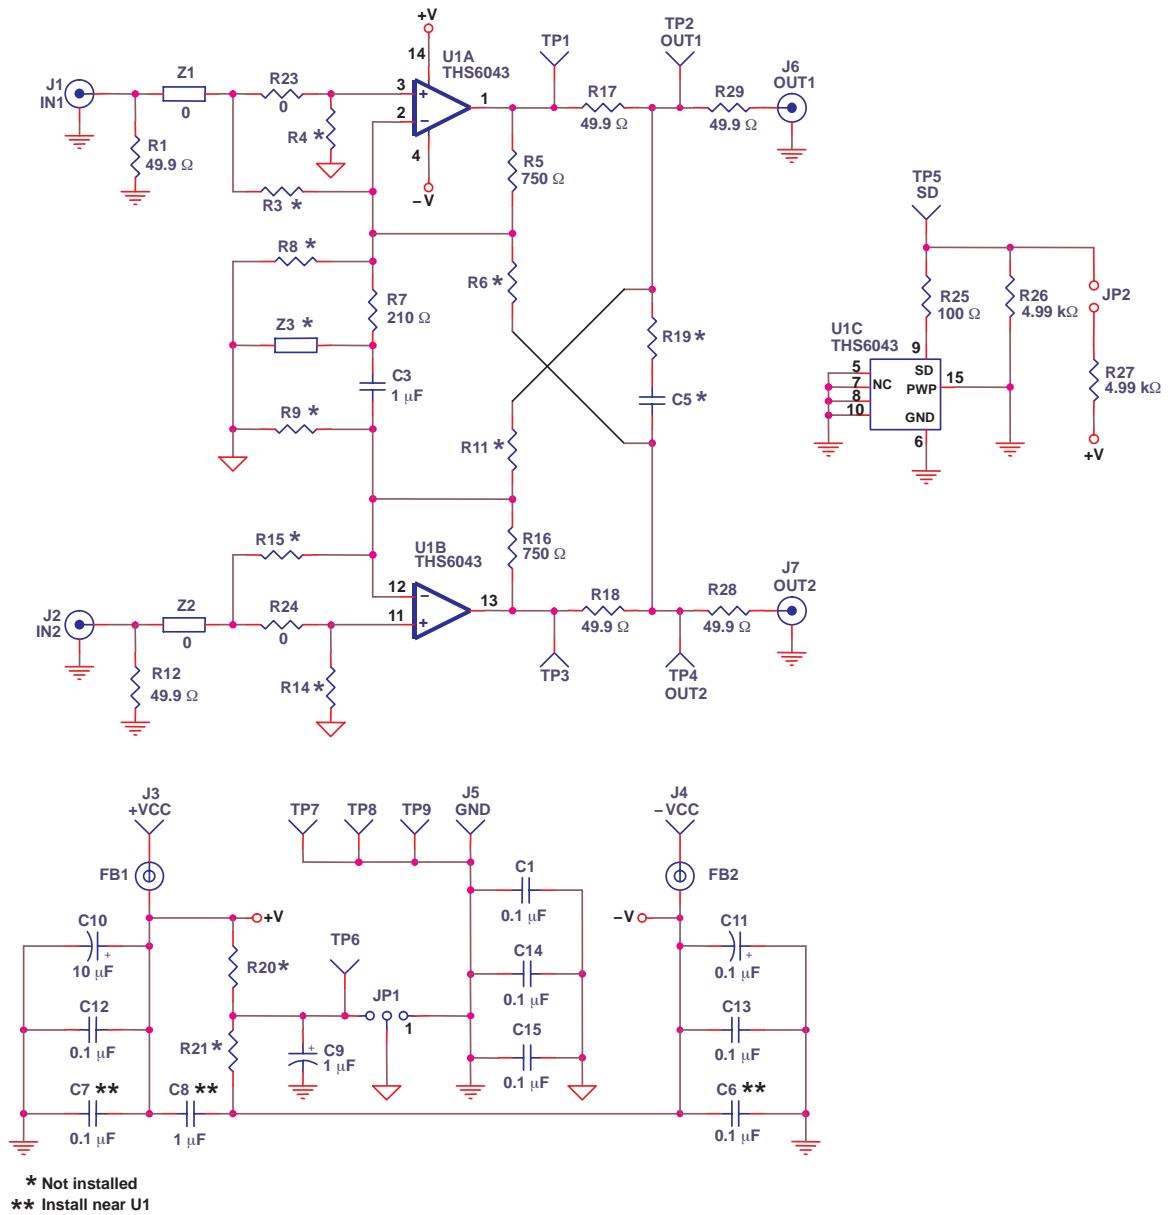 +V
TP1
TP2
OUT1
14
U1A
THS6043
J1
IN1
Z1
0
R23
0
3
+
2
−
1
R17
49.9 Ω
R29
49.9 Ω
J6
OUT1
R1
49.9 Ω
R4 *
4
−V
R5
750 Ω
R3 *
TP5
SD
R8 *
R6 *
R7
210 Ω
Z3 *
R19 *
R25
100 Ω
R26
4.99 kΩ
JP2
U1C
THS6043
9
5
7
8
10
NC
SD
PWP
15
GND
6
R27
4.99 kΩ
+V
C3
1 μF
C5 *
R9 *
R11 *
R15 *
U1B
THS6043
R16
750 Ω
12
−
11
+
13
J2
IN2
Z2
0
R24
0
R18
49.9 Ω
R28
49.9 Ω
J7
OUT2
R12
49.9 Ω
R14 *
TP3
TP4
OUT2
J3
+VCC
TP7
TP8
TP9
J5
GND
J4
−VCC
FB1
FB2
C1
0.1 μF
+V
−V
C10
+
10 μF
R20 *
TP6
C14
0.1 μF
C11
+
0.1 μF
JP1
1
C12
0.1 μF
R21 *
+
C9
1 μF
C15
0.1 μF
C13
0.1 μF
C7 **
0.1 μF
C8 **
1 μF
C6 **
0.1 μF
* Not installed
** Install near U1